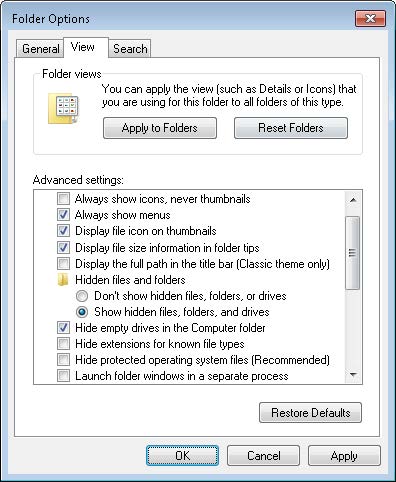 Folder Options
General View Search
Folder views
You can apply the view (such as Details or Icons) that
you are using for this folder to all folders of this type.
Apply to Folders Reset Folders
Advanced settings:
Always show icons, never thumbnails
Always show menus
Display file icon on thumbnails
Display file size information in folder tips
Display the full path in the title bar (Classic theme only)
Hidden files and folders
Don't show hidden files, folders, or drives
Show hidden files, folders, and drives
Hide empty drives in the Computer folder
Hide extensions for known file types
Hide protected operating system files (Recommended)
Launch folder windows in a separate process
Restore Defaults
OK Cancel Apply